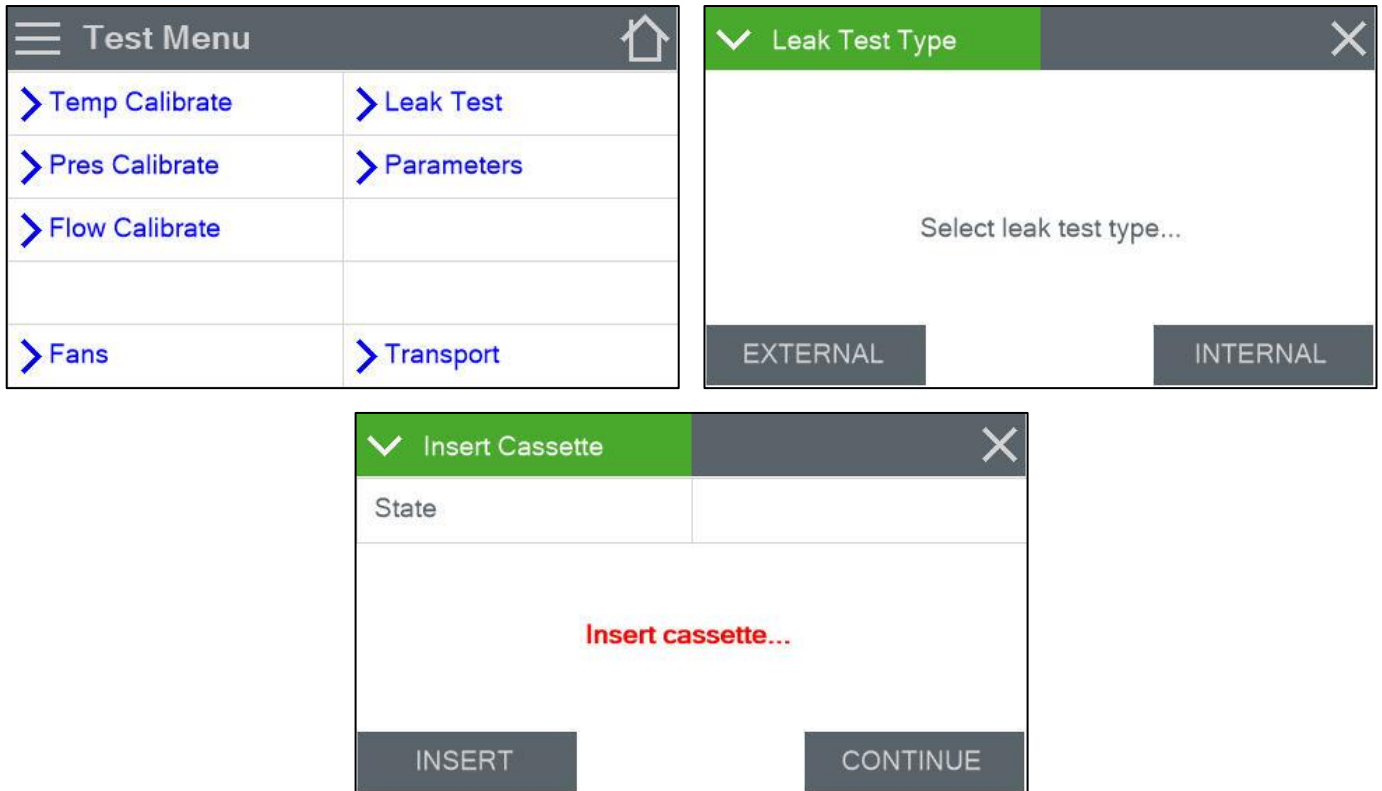 Test Menu
Temp Calibrate
Leak Test
Pres Calibrate
Parameters
Flow Calibrate
Fans
Transport
Leak Test Type
Select leak test type...
EXTERNAL
INTERNAL
Insert Cassette
State
Insert cassette...
INSERT
CONTINUE